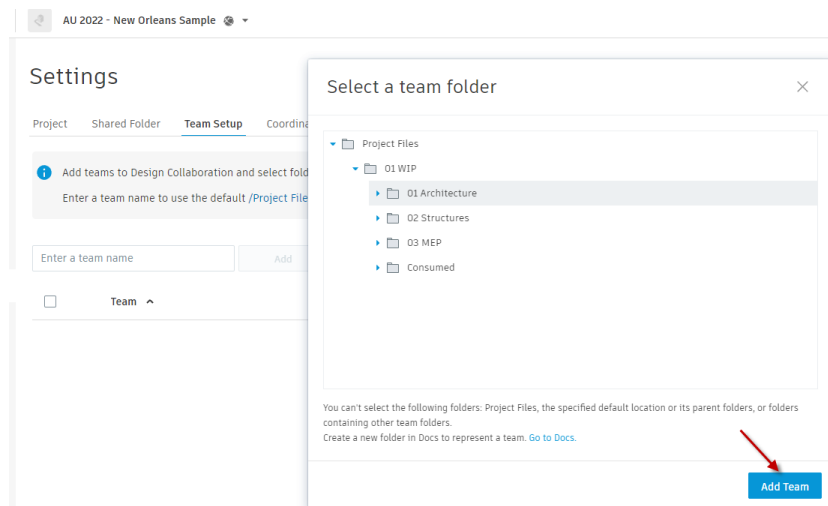 AU 2022 - New Orleans Sample
Settings
Project Shared Folder Team Setup Coordina
Add teams to Design Collaboration and select fold
Enter a team name to use the default /Project File
Enter a team name Add
Team
Select a team folder
Project Files
01 WIP
01 Architecture
02 Structures
03 MEP
Consumed
You can't select the following folders: Project Files, the specified default location or its parent folders, or folders
containing other team folders.
Create a new folder in Docs to represent a team. Go to Docs.
Add Team